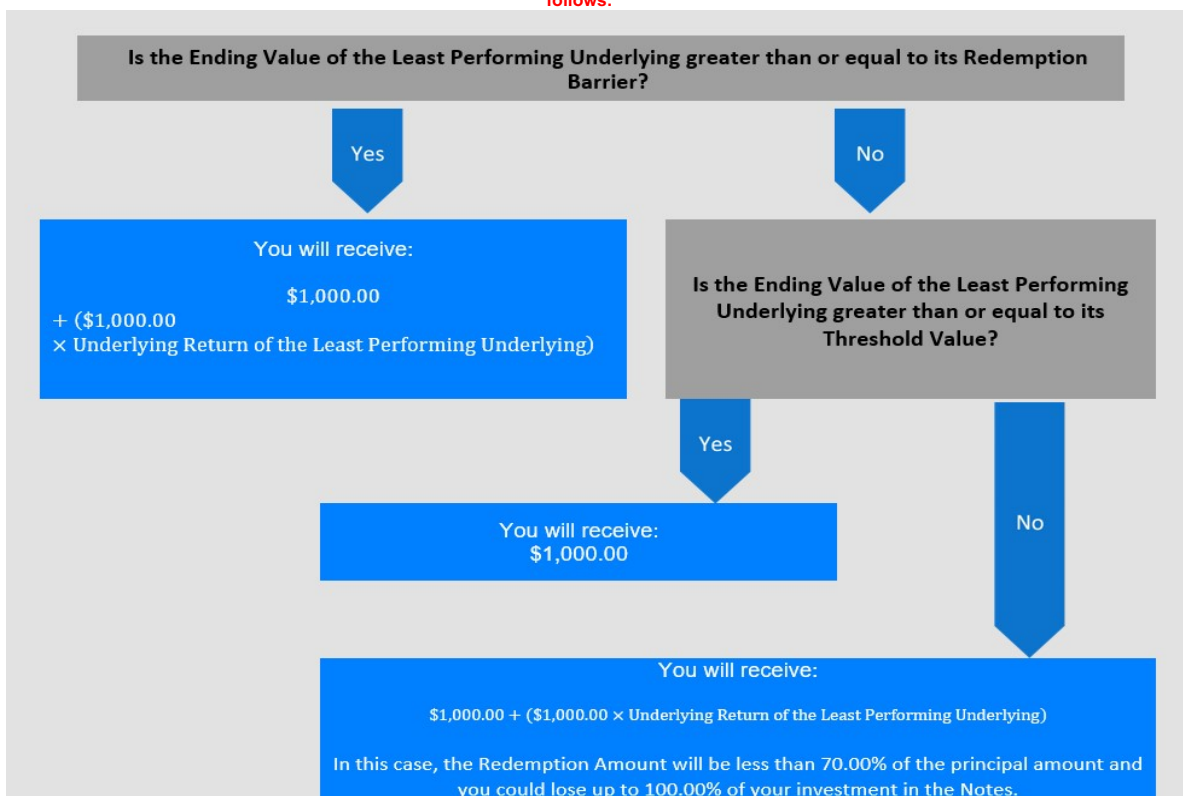 follows:
Is the Ending Value of the Least Performing Underlying greater than or equal to its Redemption
Barrier?
Yes
No
You will receive:
$1,000.00
+ ($1,000.00
× Underlying Return of the Least Performing Underlying)
Is the Ending Value of the Least Performing
Underlying greater than or equal to its
Threshold Value?
Yes
No
You will receive:
$1,000.00
You will receive:
$1,000.00 + ($1,000.00 × Underlying Return of the Least Performing Underlying)
In this case, the Redemption Amount will be less than 70.00% of the principal amount and
you could lose up to 100.00% of your investment in the Notes.